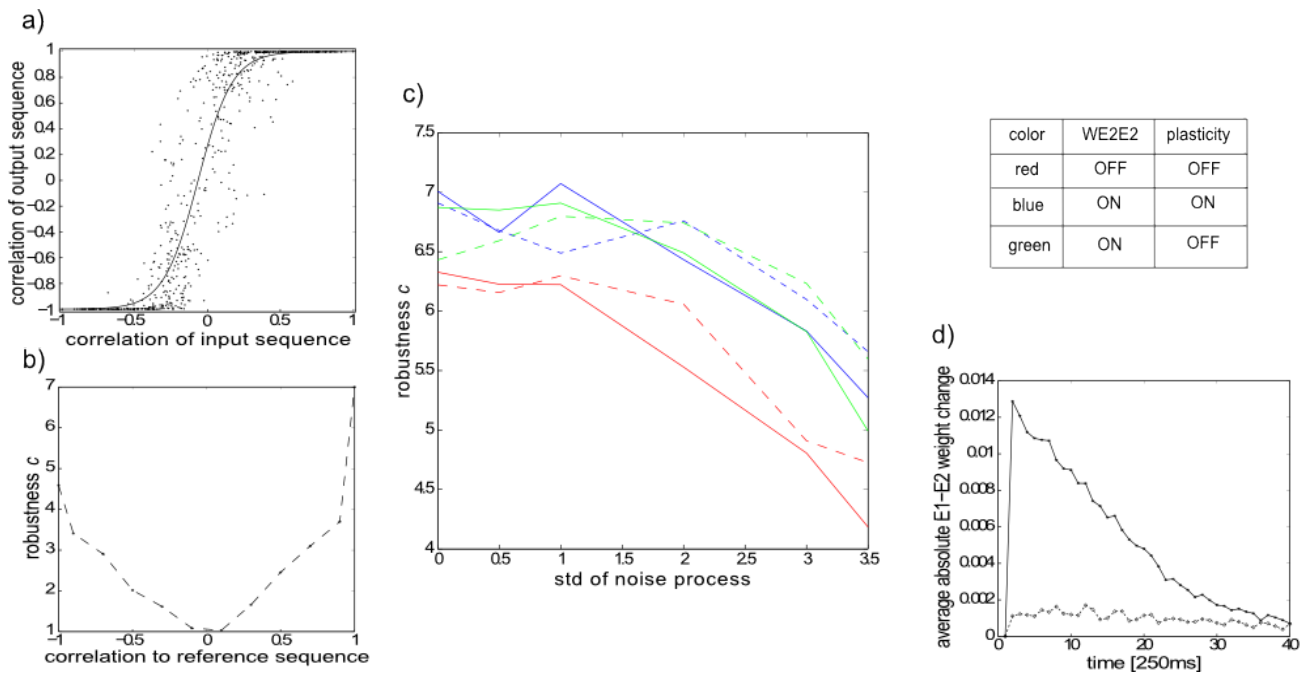 a)
1
0.8
0.6
0.4
0.2
0
−0.2
−0.4
−0.6
−0.8
−1
correlation of output sequence
−1 −0.5 0 0.5 1
correlation of input sequence
b)
7
6
5
4
3
2
1
robustness c
−1 −0.5 0 0.5 1
correlation to reference sequence
c)
7.5
7
6.5
6
5.5
5
4.5
4
robustness c
0 0.5 1 1.5 2 2.5 3 3.5
std of noise process
color WE2E2 plasticity
red OFF OFF
blue ON ON
green ON OFF
d)
0.014
0.012
0.01
0.008
0.006
0.004
0.002
0
average absolute E1−E2 weight change
0 10 20 30 40
time [250ms]